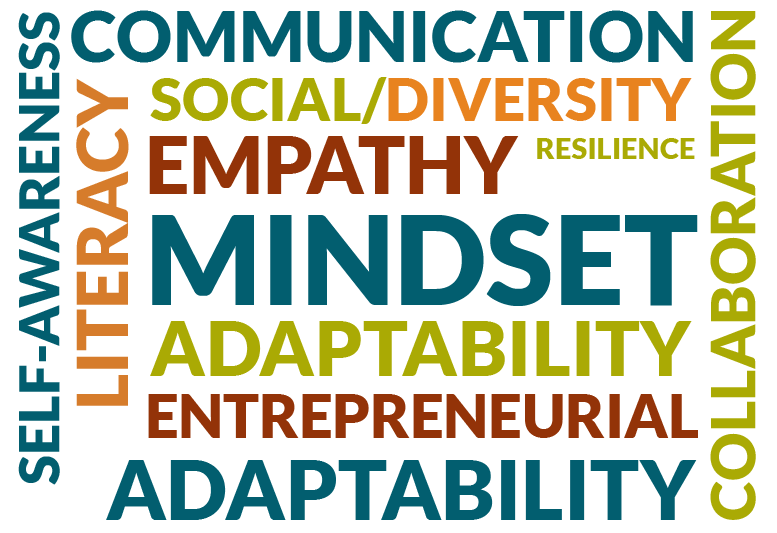 SELF-AWARENESS
LITERACY
COMMUNICATION
SOCIAL/DIVERSITY
EMPATHY
RESILIENCE
MINDSET
ADAPTABILITY
ENTREPRENEURIAL
ADAPTABILITY
COLLABORATION